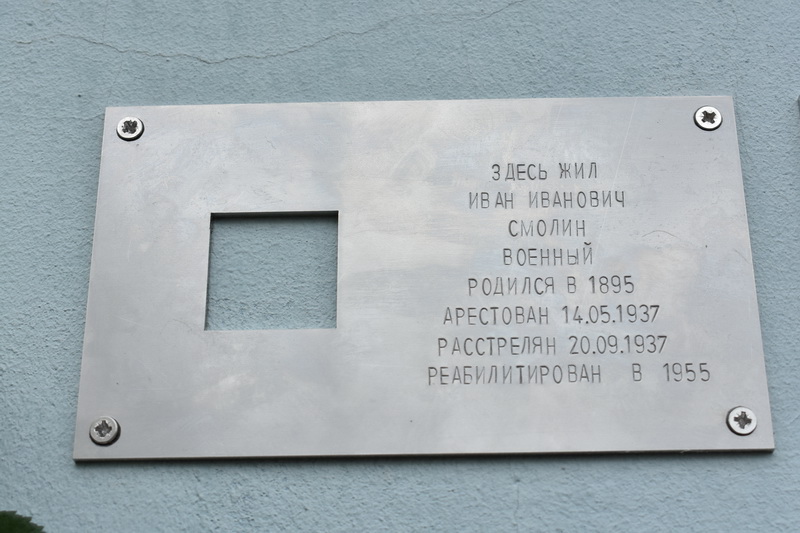 ЗДЕСЬ ЖИЛ
ИВАН ИВАНОВИЧ
СМОЛИН
ВОЕННЫЙ
РОДИЛСЯ В 1895
АРЕСТОВАН 14.05.1937
РАССТРЕЛЯН 20.09.1937
РЕАБИЛИТИРОВАН В 1955